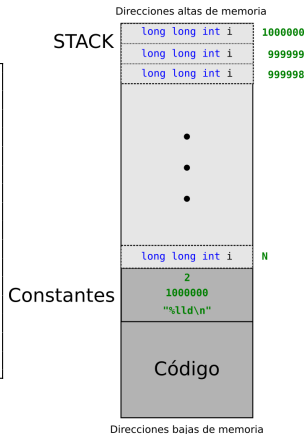 Direcciones altas de memoria
STACK
long long int i 1000000
long long int i 999999
long long int i 999998
long long int i N
Constantes
2
1000000
"%lld\n"
Código
Direcciones bajas de memoria